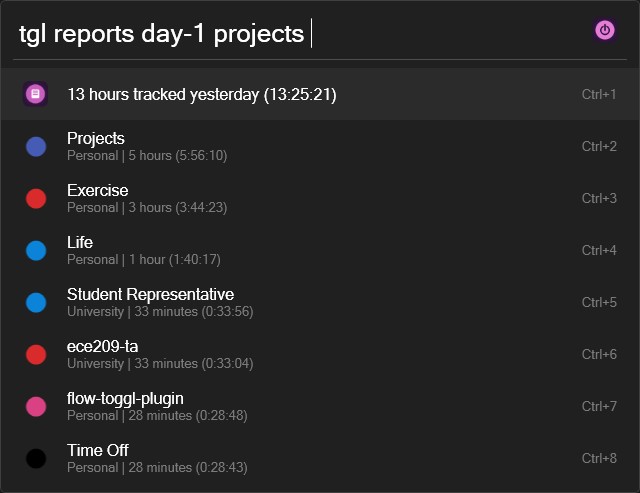 tgl reports day-1 projects
13 hours tracked yesterday (13:25:21)
Ctrl+1
Projects
Personal | 5 hours (5:56:10)
Ctrl+2
Exercise
Personal | 3 hours (3:44:23)
Ctrl+3
Life
Personal | 1 hour (1:40:17)
Ctrl+4
Student Representative
University | 33 minutes (0:33:56)
Ctrl+5
ece209-ta
University | 33 minutes (0:33:04)
Ctrl+6
flow-toggl-plugin
Personal | 28 minutes (0:28:48)
Ctrl+7
Time Off
Personal | 28 minutes (0:28:43)
Ctrl+8